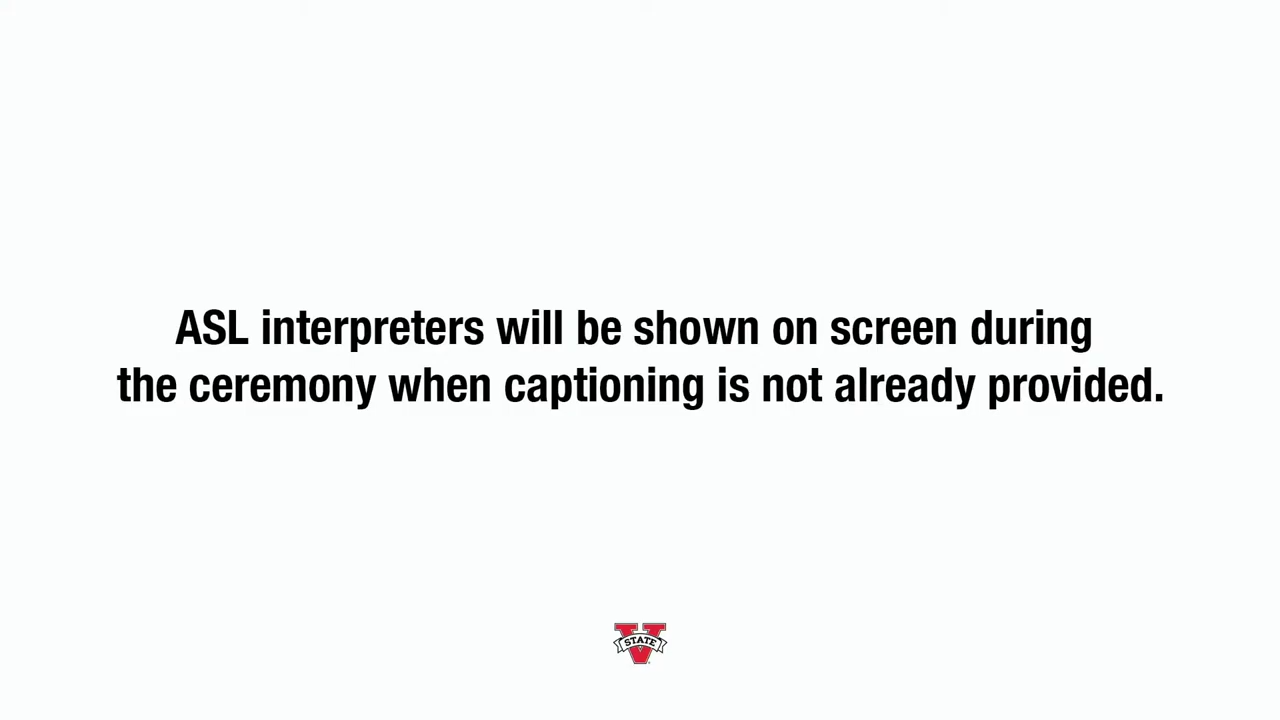 ASL interpreters will be shown on screen during
the ceremony when captioning is not already provided.
V
STATE